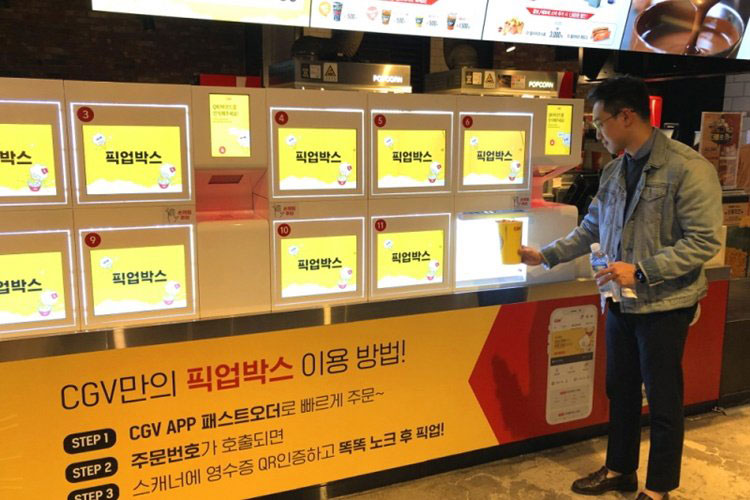 POPCORN
POPCORN
3
픽업박스
픽업박스
4
픽업박스
5
픽업박스
6
픽업박스
9
픽업박스
픽업박스
10
픽업박스
11
픽업박스
CGV만의 픽업박스 이용 방법!
STEP 1 CGV APP 패스트오더로 빠르게 주문~
STEP 2 주문번호가 호출되면
STEP 3 스캐너에 영수증 QR인증하고 똑똑 노크 후 픽업!